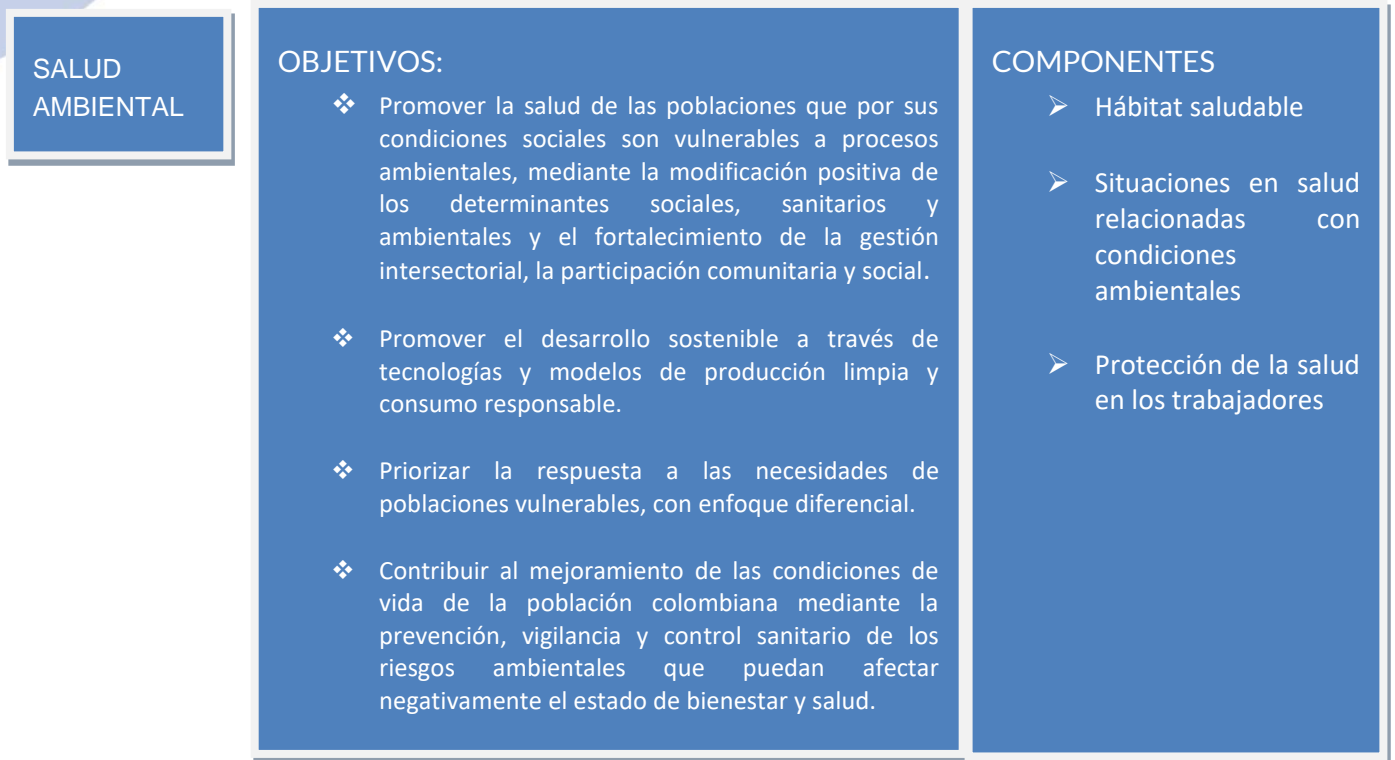 SALUD
AMBIENTAL
OBJETIVOS:
❖ Promover la salud de las poblaciones que por sus
condiciones sociales son vulnerables a procesos
ambientales, mediante la modificación positiva de
los determinantes sociales, sanitarios y
ambientales y el fortalecimiento de la gestión
intersectorial, la participación comunitaria y social.
❖ Promover el desarrollo sostenible a través de
tecnologías y modelos de producción limpia y
consumo responsable.
❖ Priorizar la respuesta a las necesidades de
poblaciones vulnerables, con enfoque diferencial.
❖ Contribuir al mejoramiento de las condiciones de
vida de la población colombiana mediante la
prevención, vigilancia y control sanitario de los
riesgos ambientales que puedan afectar
negativamente el estado de bienestar y salud.
COMPONENTES
➢ Hábitat saludable
➢ Situaciones en salud
relacionadas con
condiciones
ambientales
➢ Protección de la salud
en los trabajadores